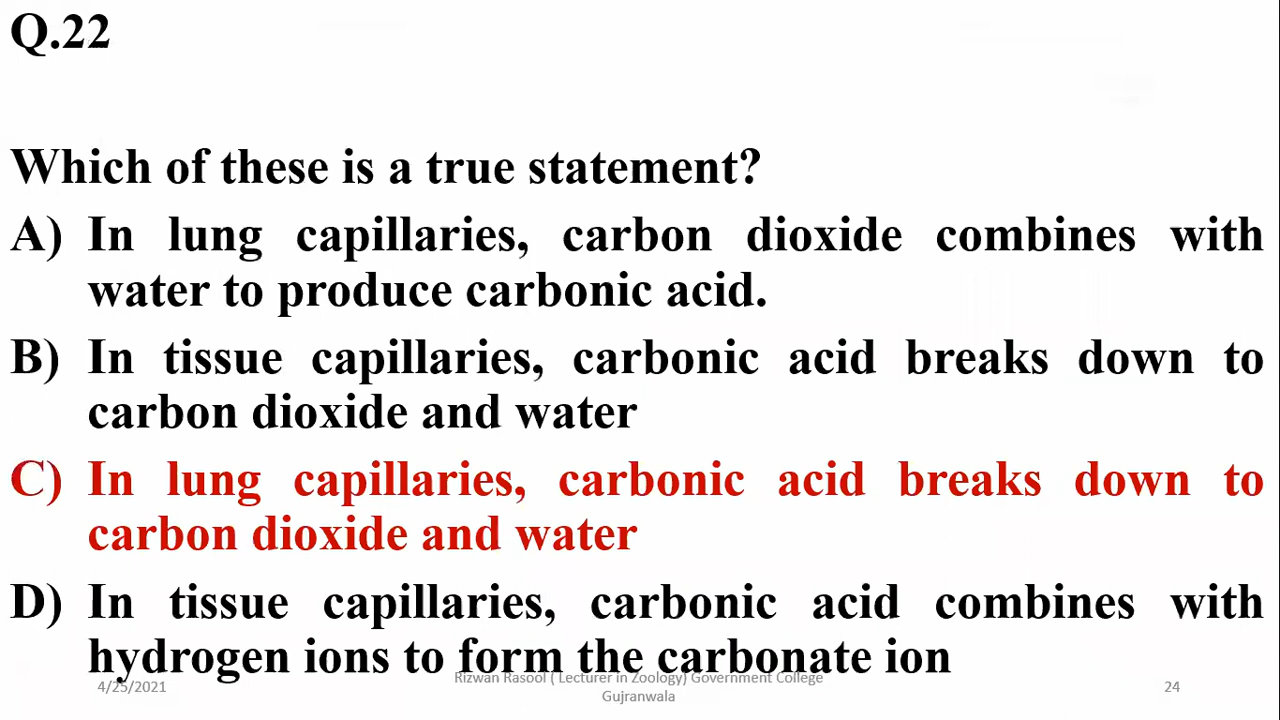 Q.22
Which of these is a true statement?
A) In lung capillaries, carbon dioxide combines with
water to produce carbonic acid.
B) In tissue capillaries, carbonic acid breaks down to
carbon dioxide and water
C) In lung capillaries, carbonic acid breaks down to
carbon dioxide and water
D) In tissue capillaries, carbonic acid combines with
hydrogen ions to form the carbonate ion
4/25/2021
Rizwan Rasool ( Lecturer in Zoology) Government College
Gujranwala
24